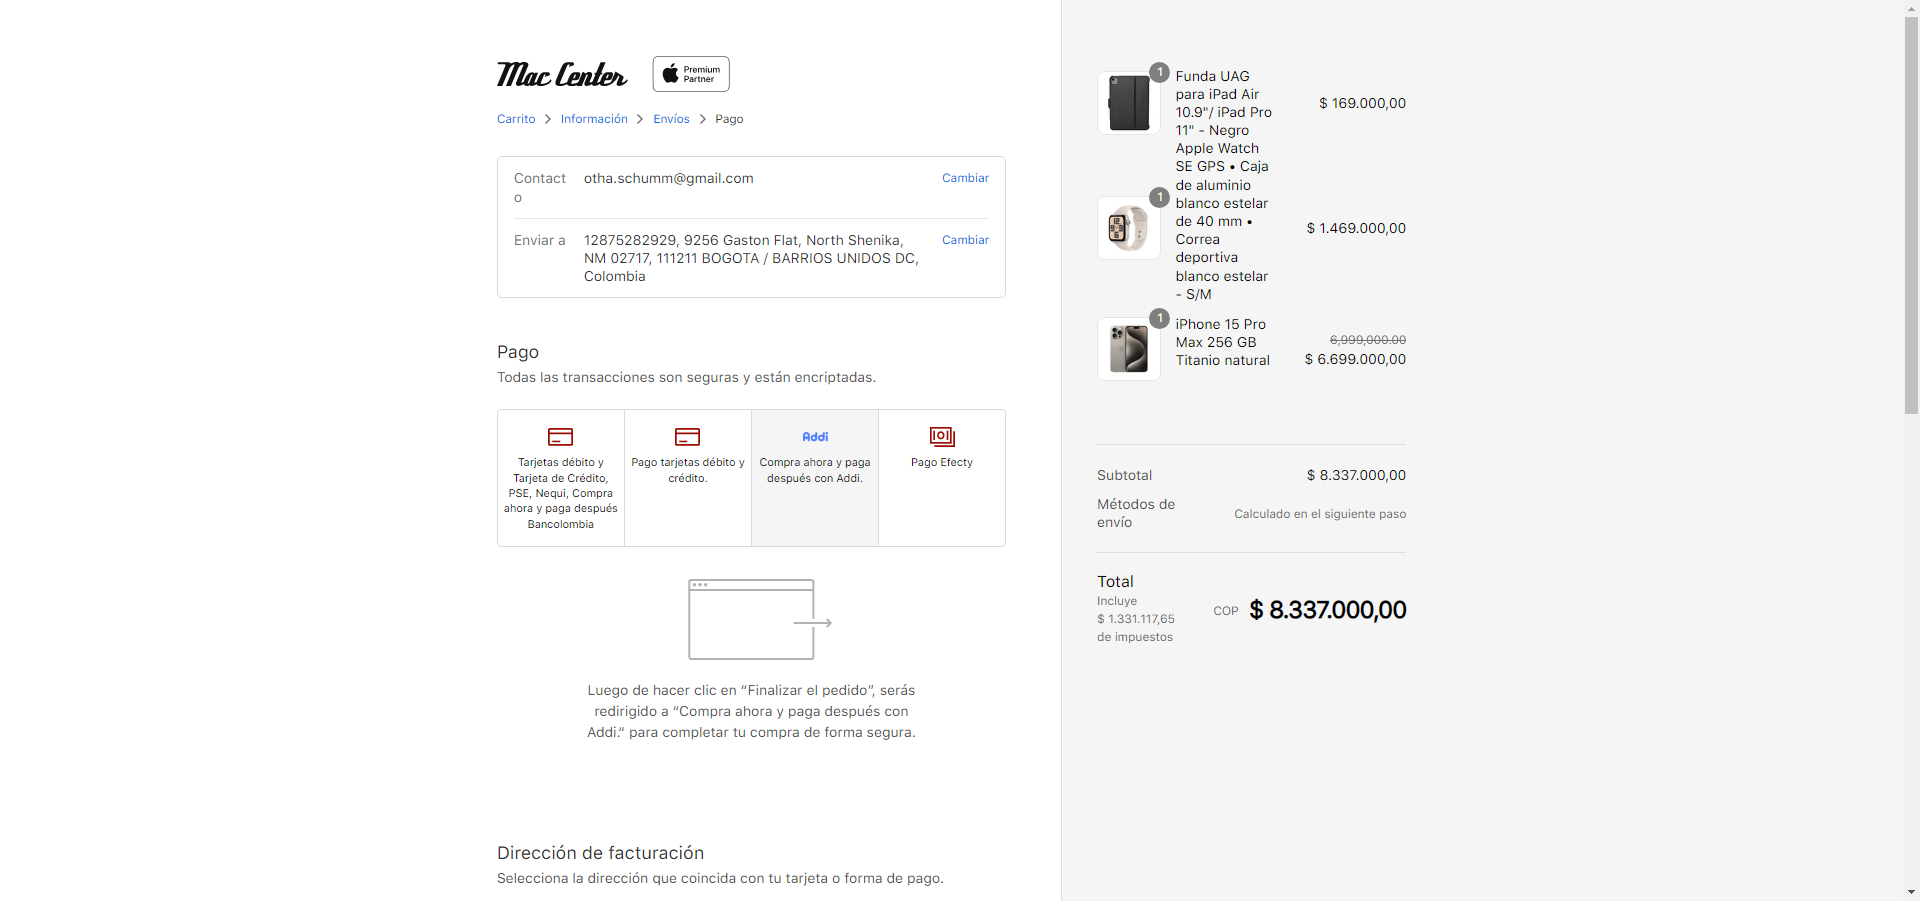 Mac Center
Premium
Partner
Carrito > Información > Envíos > Pago
Contact
o
otha.schumm@gmail.com
Cambiar
Enviar a
12875282929, 9256 Gaston Flat, North Shenika,
NM 02717, 111211 BOGOTA / BARRIOS UNIDOS DC,
Colombia
Cambiar
Pago
Todas las transacciones son seguras y están encriptadas.
Tarjetas débito y
Tarjeta de Crédito,
PSE, Nequi, Compra
ahora y paga después
Bancolombia
Pago tarjetas débito y
crédito.
Addi
Compra ahora y paga
después con Addi.
Pago Efecty
Luego de hacer clic en “Finalizar el pedido”, serás
redirigido a “Compra ahora y paga después con
Addi.“ para completar tu compra de forma segura.
Dirección de facturación
Selecciona la dirección que coincida con tu tarjeta o forma de pago.
1
Funda UAG
para iPad Air
10.9"/ iPad Pro
11" - Negro
$ 169.000,00
1
Apple Watch
SE GPS • Caja
de aluminio
blanco estelar
de 40 mm •
Correa
deportiva
blanco estelar
- S/M
$ 1.469.000,00
1
iPhone 15 Pro
Max 256 GB
Titanio natural
6,999,000.00
$ 6.699.000,00
Subtotal
$ 8.337.000,00
Métodos de
envío
Calculado en el siguiente paso
Total
Incluye
$ 1.331.117,65
de impuestos
COP $ 8.337.000,00